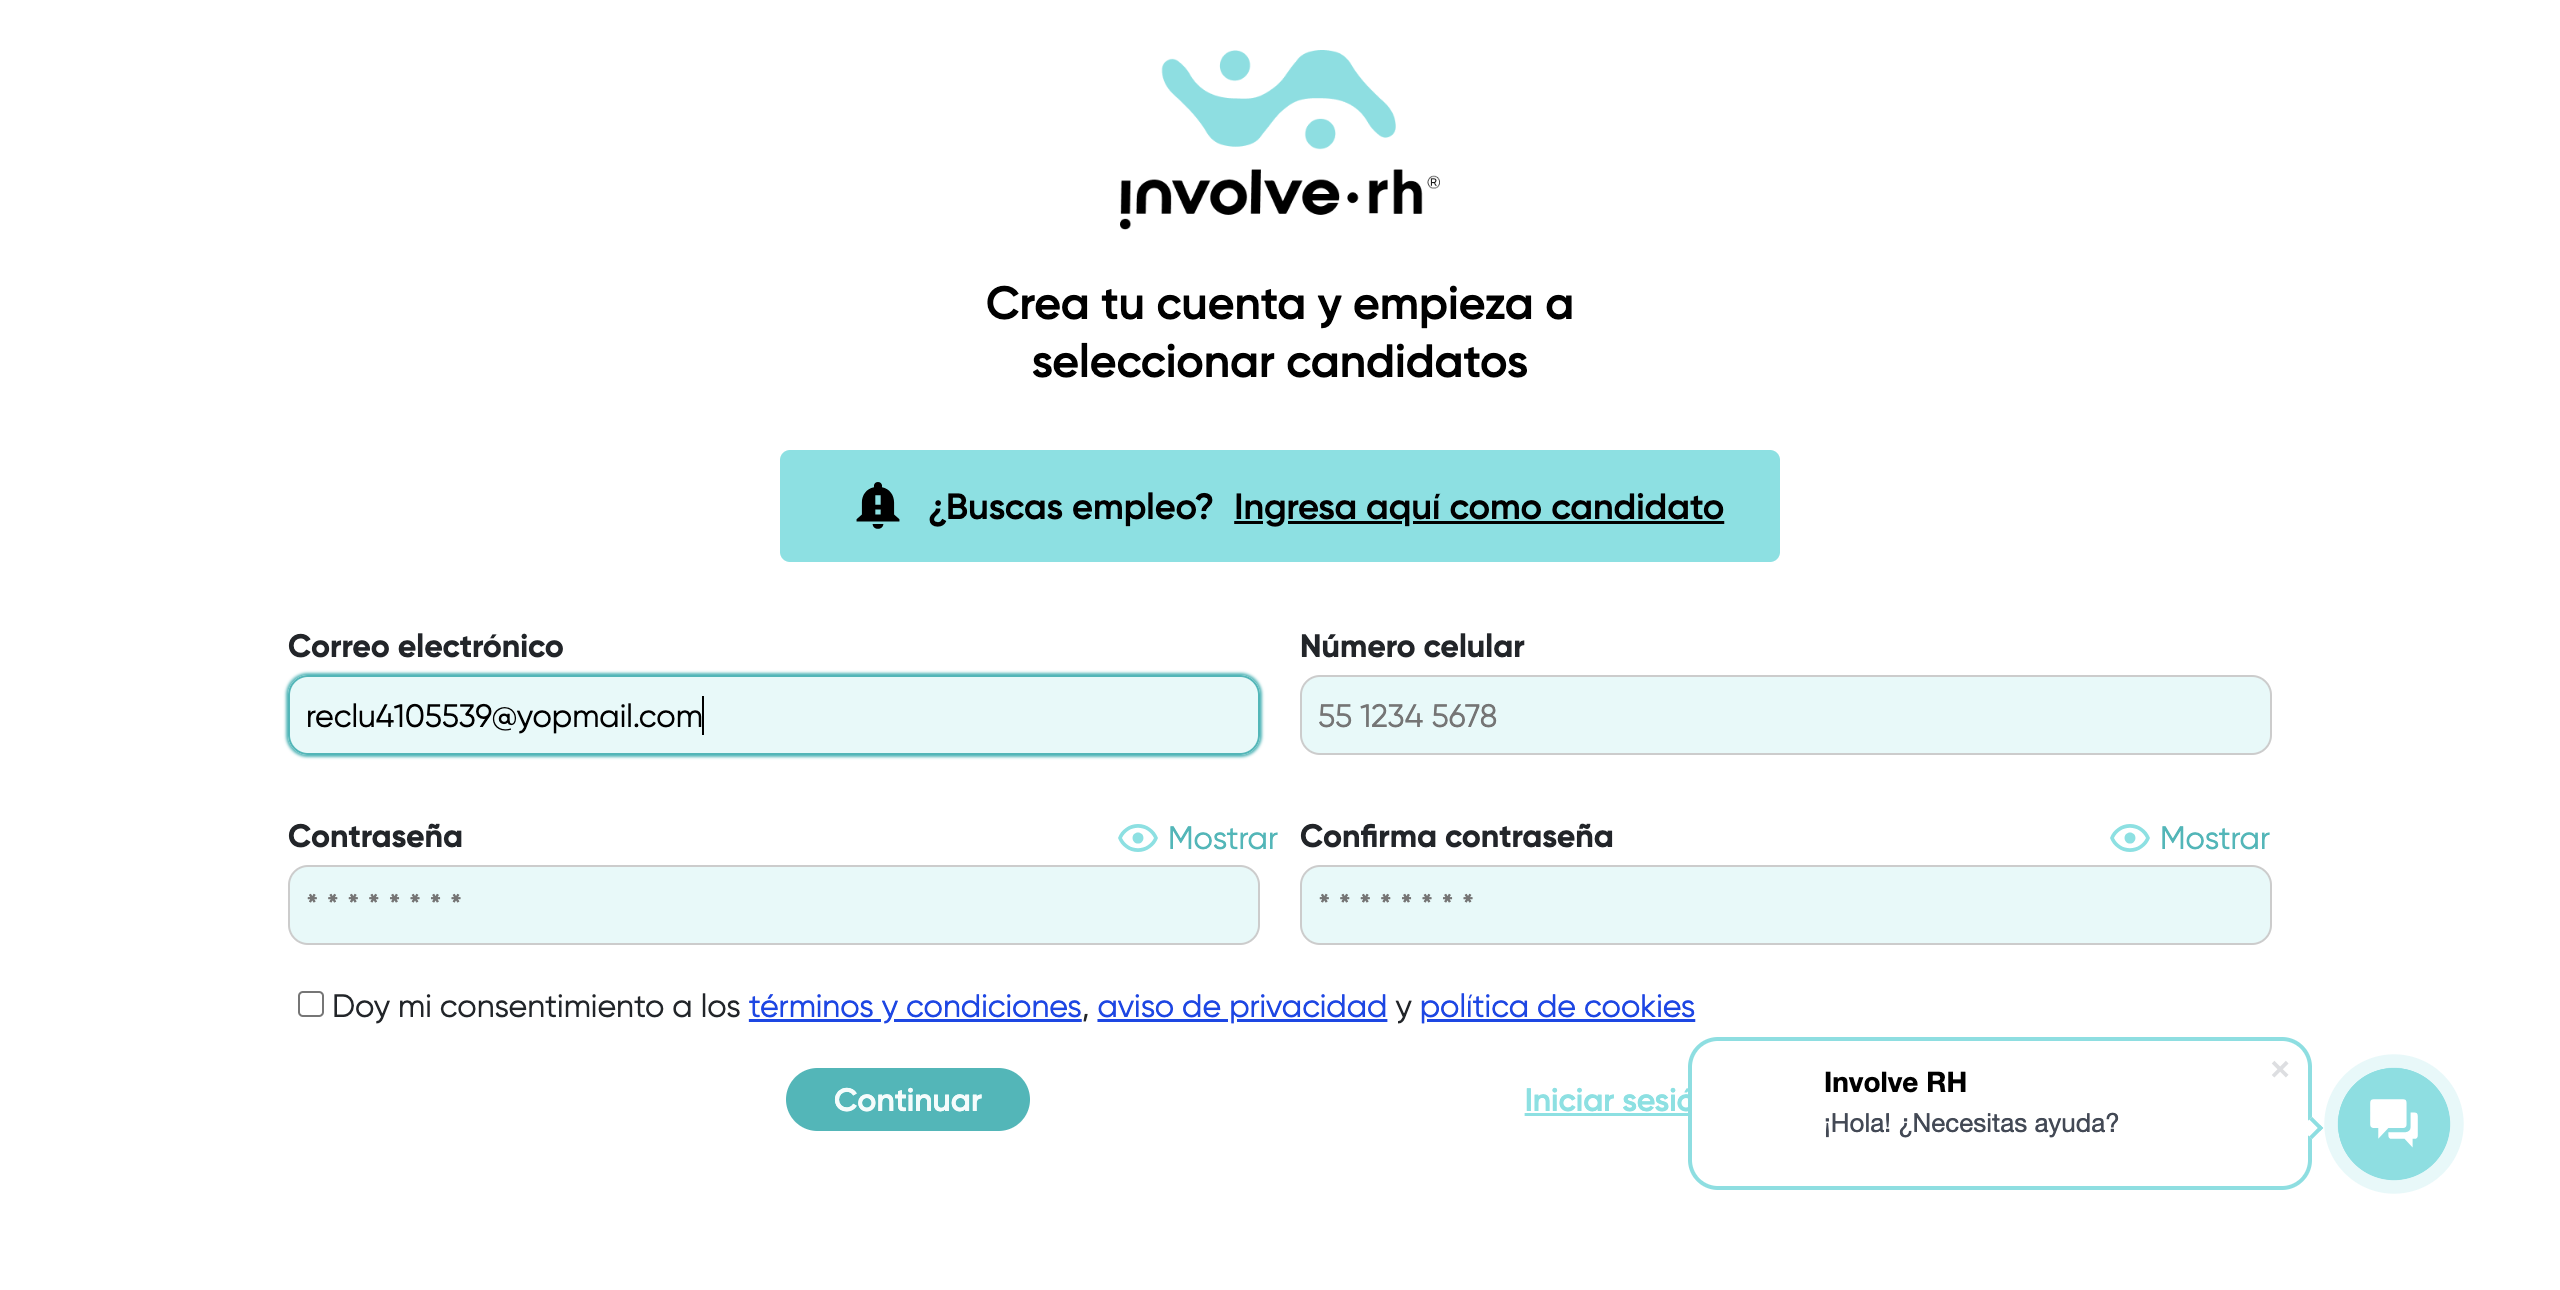 involve·rh®
Crea tu cuenta y empieza a
seleccionar candidatos
¿Buscas empleo? Ingresa aquí como candidato
Correo electrónico
reclu4105539@yopmail.com
Número celular
55 1234 5678
Contraseña
Mostrar
* * * * * * * *
Confirma contraseña
Mostrar
* * * * * * * *
Doy mi consentimiento a los términos y condiciones, aviso de privacidad y política de cookies
Continuar
Iniciar
Involve RH
×
¡Hola! ¿Necesitas ayuda?